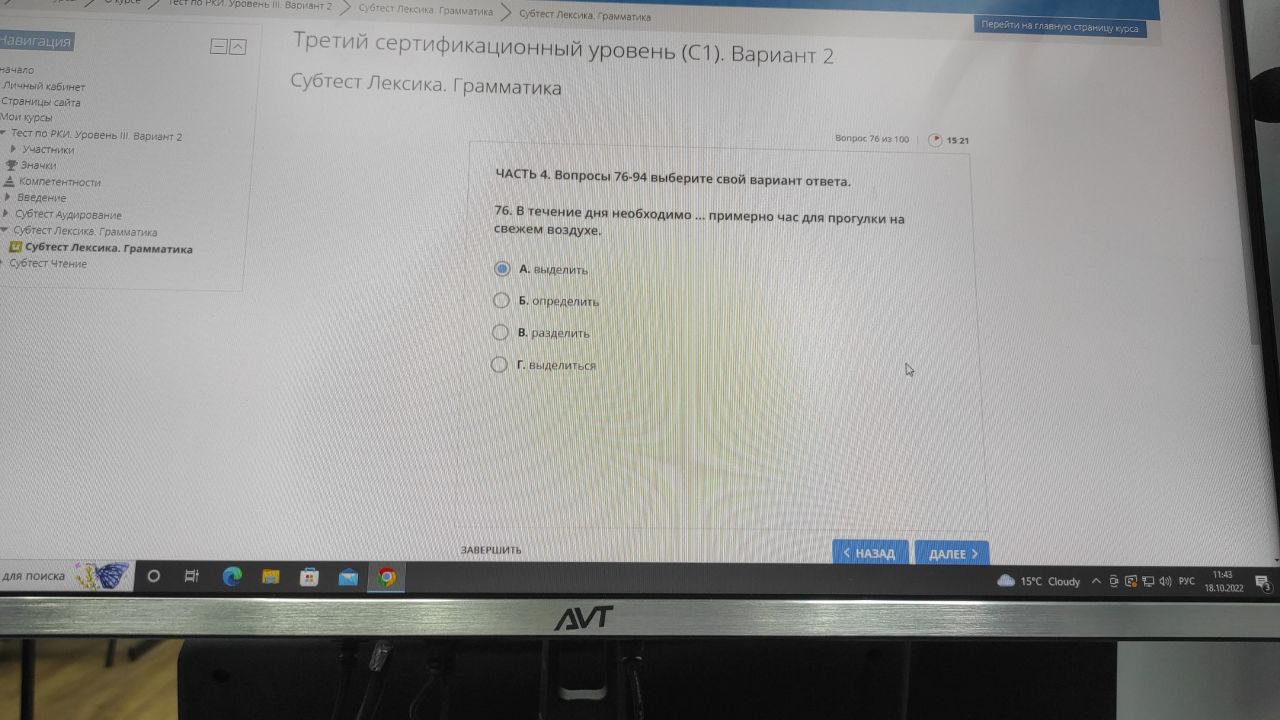 Тест по РКИ. Уровень III. Вариант 2
Субтест Лексика. Грамматика
Субтест Лексика. Грамматика
Перейти на главную страницу курса
Навигация
Третий сертификационный уровень (С1). Вариант 2
Субтест Лексика. Грамматика
начало
Личный кабинет
Страницы сайта
Мои курсы
Тест по РКИ. Уровень III. Вариант 2
Участники
Значки
Компетентности
Введение
Субтест Аудирование
Субтест Лексика. Грамматика
Субтест Лексика. Грамматика
Субтест Чтение
Вопрос 76 из 100
15:21
ЧАСТЬ 4. Вопросы 76-94 выберите свой вариант ответа.
76. В течение дня необходимо ... примерно час для прогулки на
свежем воздухе.
А. выделить
Б. определить
В. разделить
Г. выделиться
ЗАВЕРШИТЬ
НАЗАД
ДАЛЕЕ
для поиска
15°C Cloudy
РУС
11:43
18.10.2022
3
AVT